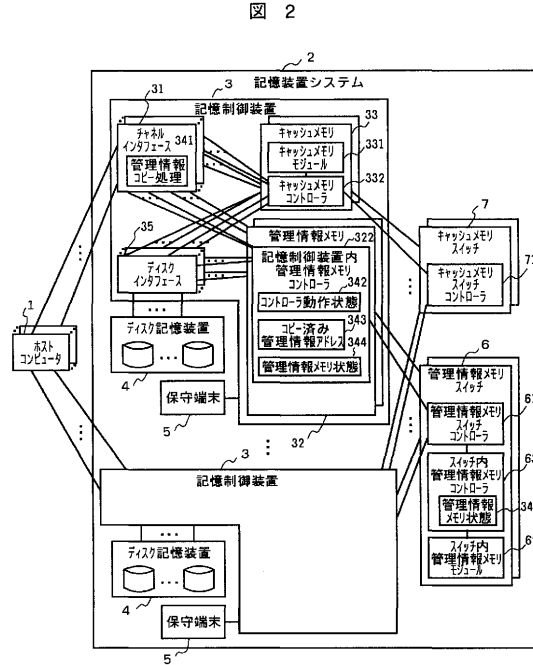 図 2
2
記憶装置システム
3
記憶制御装置
31
チャネル
インタフェース
341
管理情報
コピー処理
33
キャッシュメモリ
331
キャッシュメモリ
モジュール
332
キャッシュメモリ
コントローラ
35
ディスク
インタフェース
管理情報メモリ
322
記憶制御装置内
管理情報メモリ
コントローラ
342
コントローラ動作状態
343
コピー済み
管理情報アドレス
344
管理情報メモリ状態
32
7
キャッシュメモリ
スイッチ
キャッシュメモリ
スイッチ
コントローラ
1
ホスト
コンピュータ
ディスク記憶装置
4
保守端末
5
6
管理情報メモリ
スイッチ
管理情報メモリ
スイッチ
コントローラ
スイッチ内
管理情報メモリ
コントローラ
管理情報
メモリ状態
スイッチ内
管理情報メモリ
モジュール
3
記憶制御装置
ディスク記憶装置
4
保守端末
5